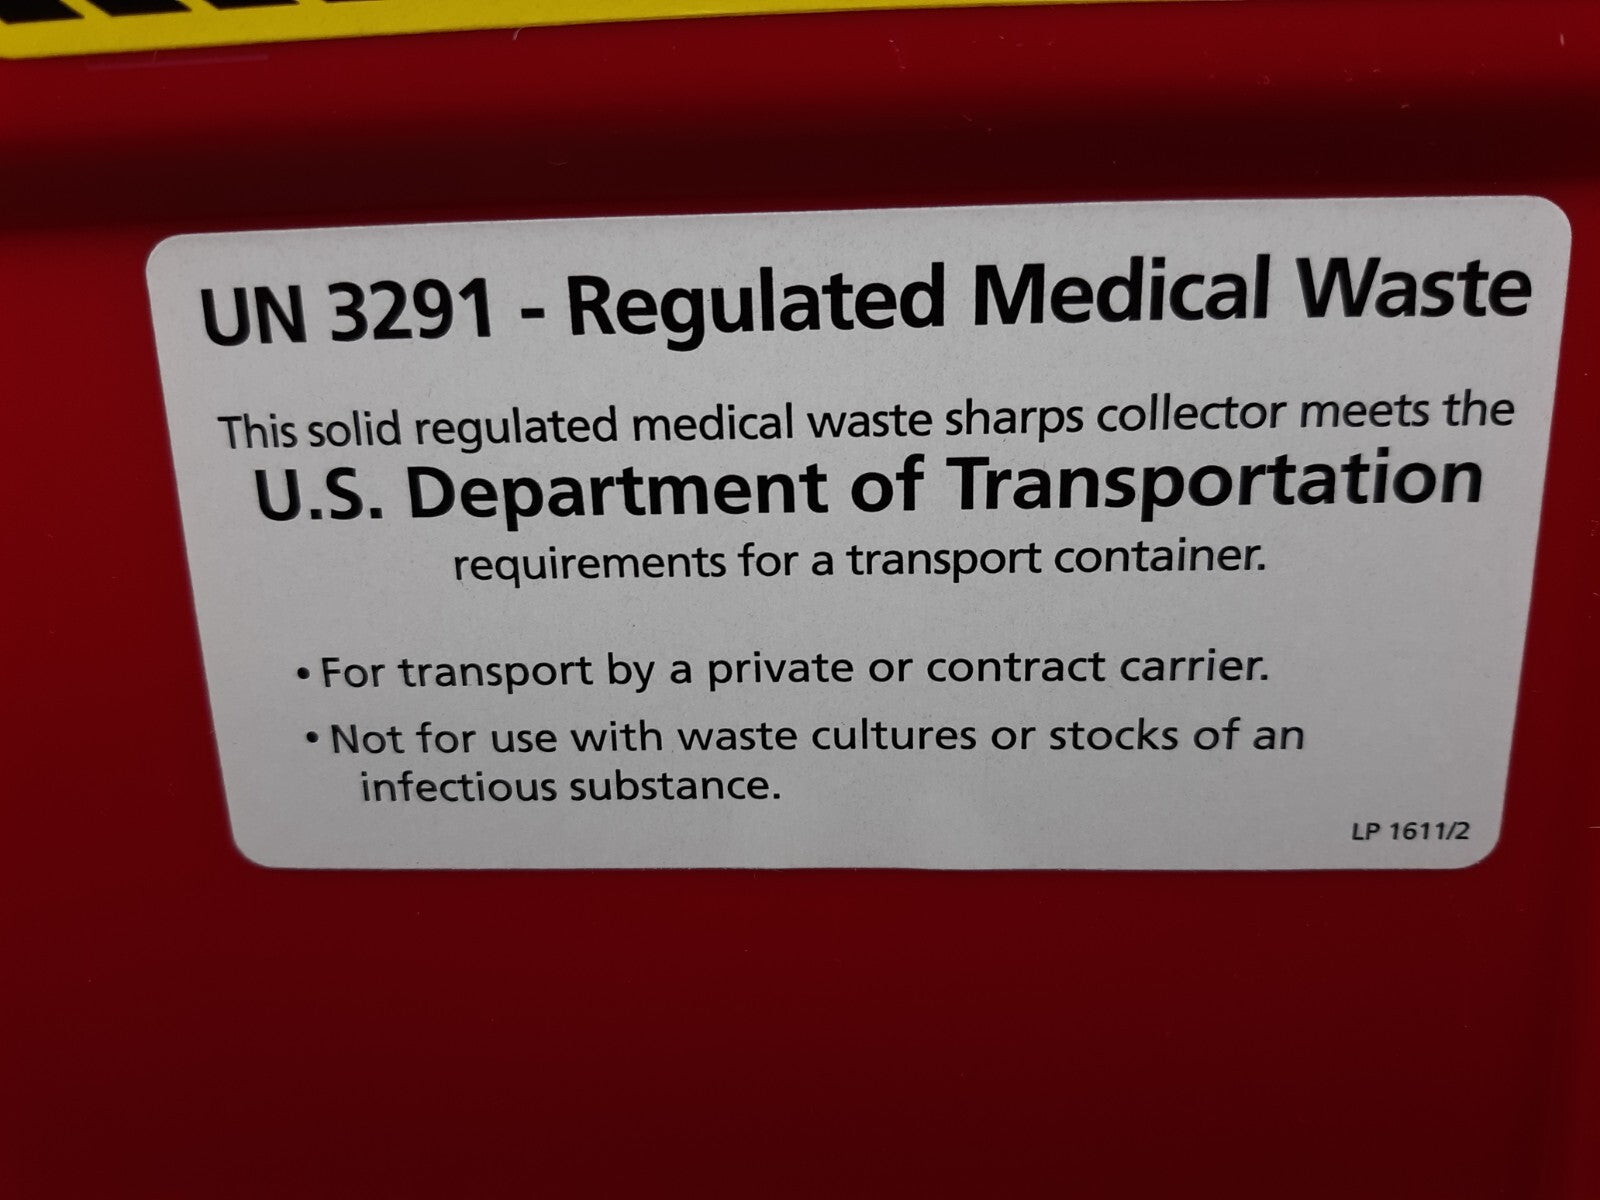 UN 3291 - Regulated Medical Waste
This solid regulated medical waste sharps collector meets the
U.S. Department of Transportation
requirements for a transport container.
• For transport by a private or contract carrier.
• Not for use with waste cultures or stocks of an
infectious substance.
LP 1611/2